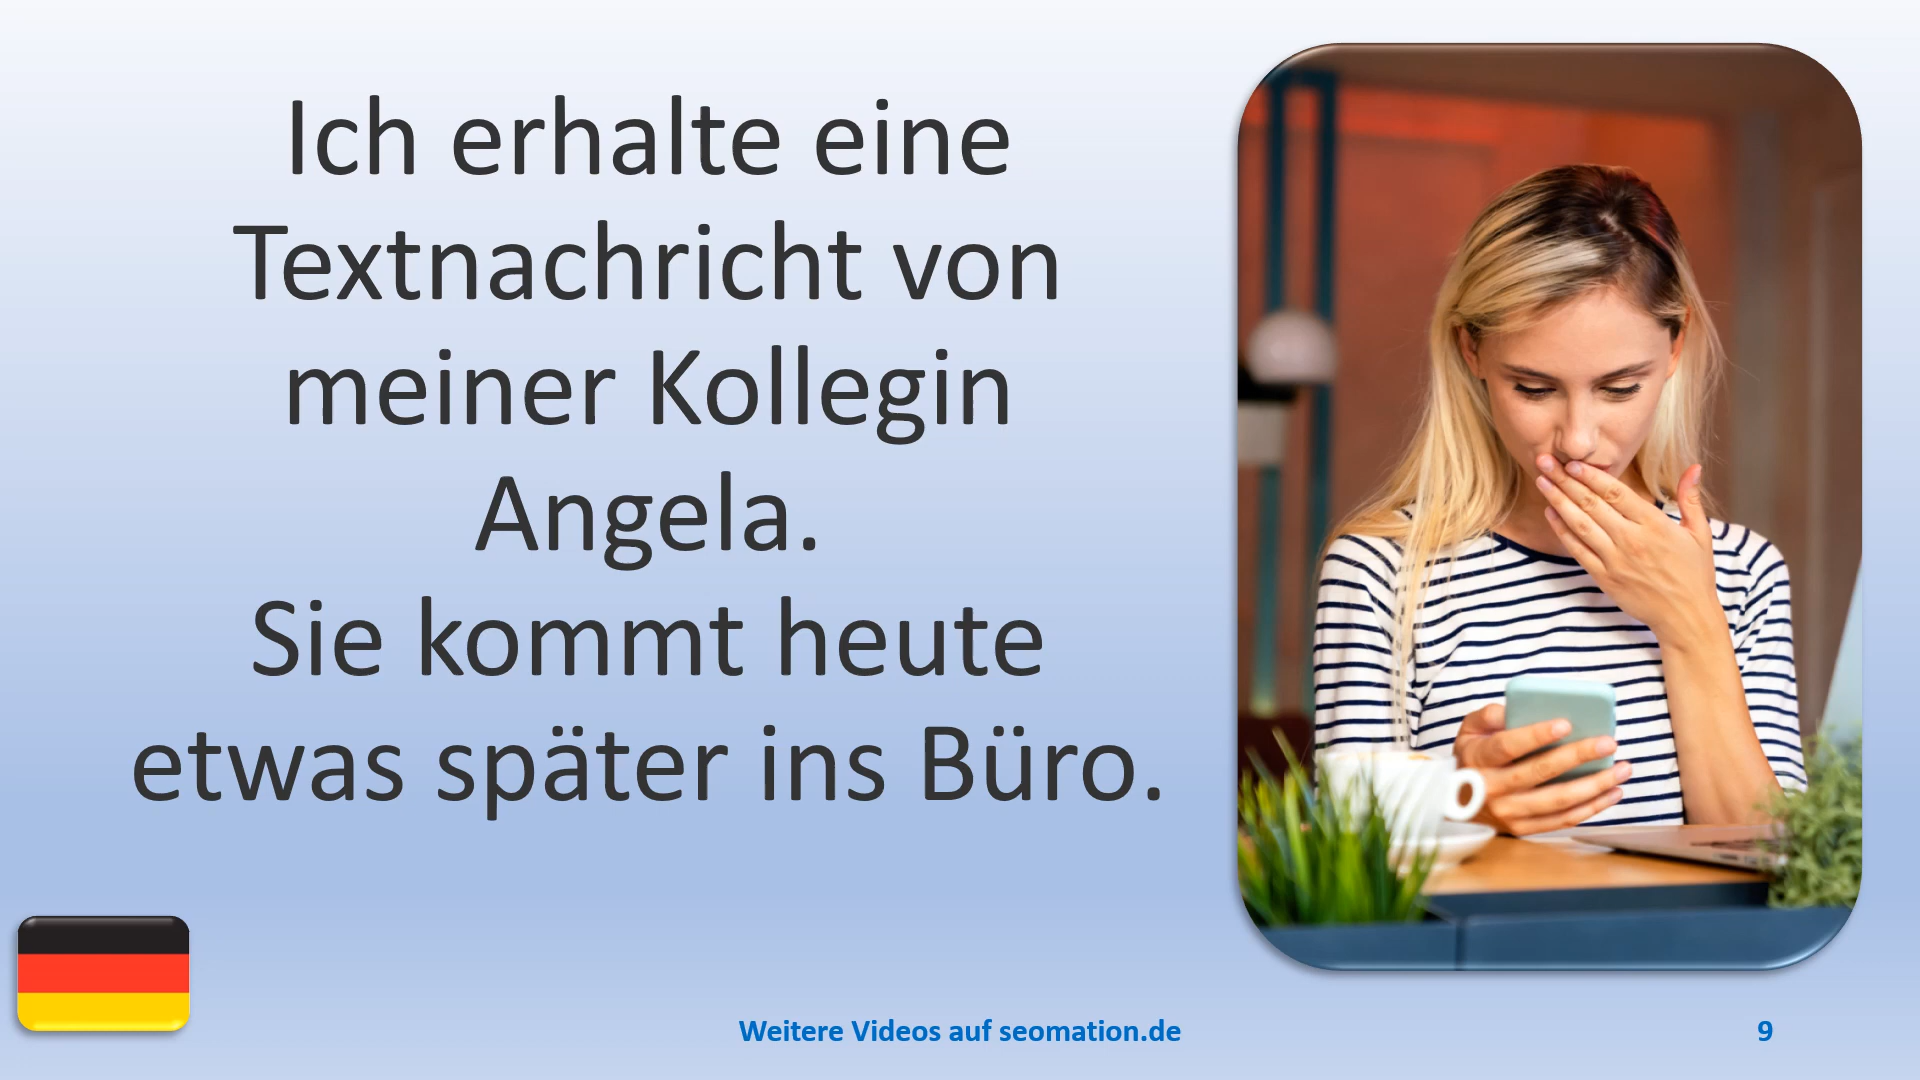 Ich erhalte eine
Textnachricht von
meiner Kollegin
Angela.
Sie kommt heute
etwas später ins Büro.
Weitere Videos auf seomation.de
9